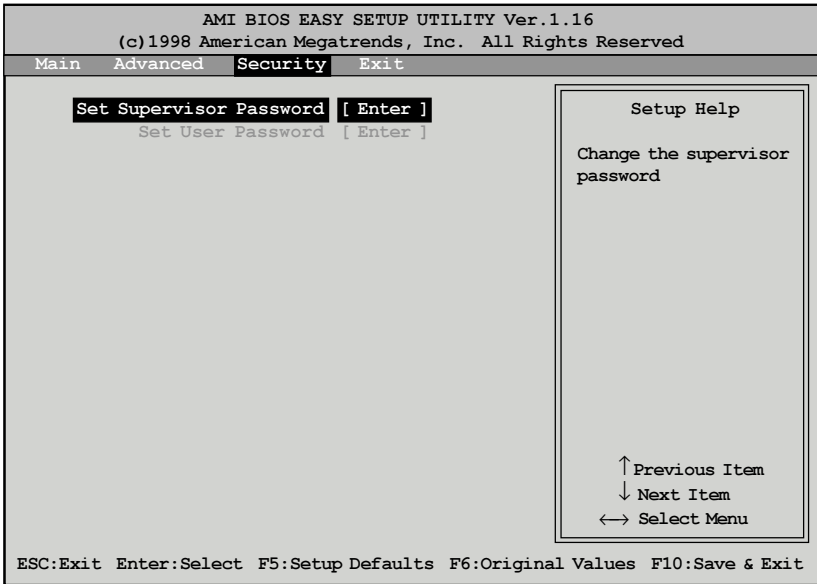 AMI BIOS EASY SETUP UTILITY Ver.1.16
(c)1998 American Megatrends, Inc. All Rights Reserved
Main Advanced Security Exit
Set Supervisor Password [ Enter ]
Set User Password [ Enter ]
Setup Help
Change the supervisor
password
↑ Previous Item
↓ Next Item
←→ Select Menu
ESC:Exit Enter:Select F5:Setup Defaults F6:Original Values F10:Save & Exit